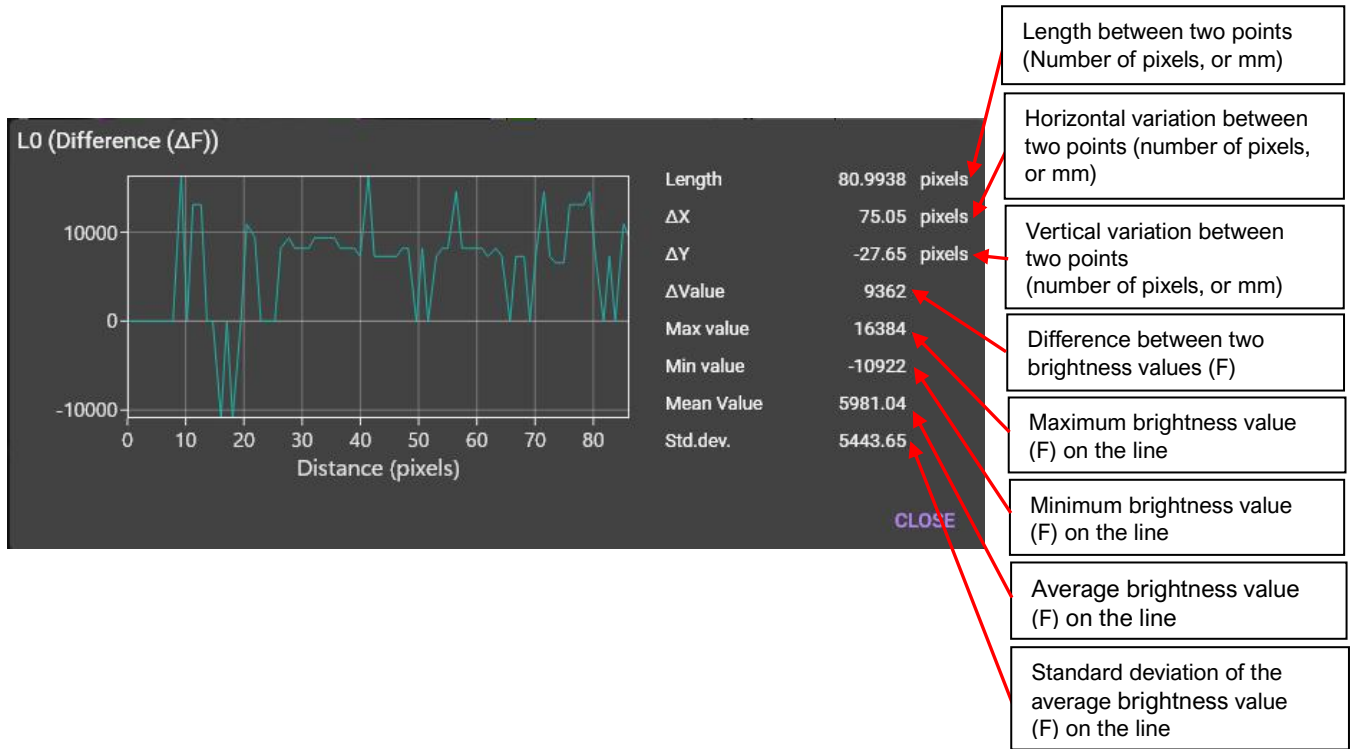 Length between two points
(Number of pixels, or mm)
Horizontal variation between
two points (number of pixels,
or mm)
Vertical variation between
two points
(number of pixels, or mm)
Difference between two
brightness values (F)
Maximum brightness value
(F) on the line
Minimum brightness value
(F) on the line
Average brightness value
(F) on the line
Standard deviation of the
average brightness value
(F) on the line
L0 (Difference (ΔF))
10000
0
-10000
0 10 20 30 40 50 60 70 80
Distance (pixels)
Length 80.9938 pixels
ΔX 75.05 pixels
ΔY -27.65 pixels
ΔValue 9362
Max value 16384
Min value -10922
Mean Value 5981.04
Std.dev. 5443.65
CLOSE